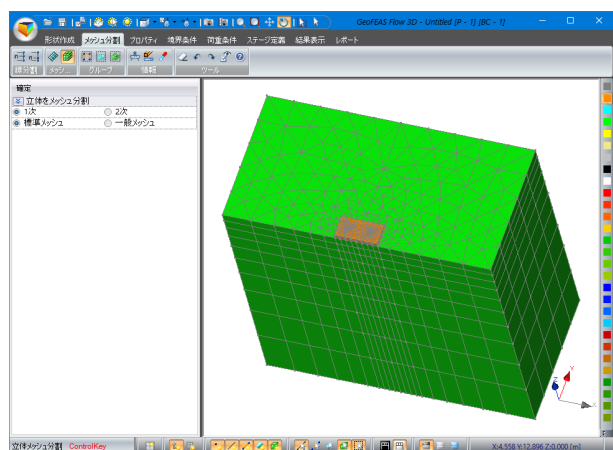 GeoFEAS Flow 3D - Untitled [P - 1] [BC - 1]
形状作成 メッシュ分割 プロパティ 境界条件 荷重条件 ステージ定義 結果表示 レポート
線分割 メッシュ... グループ 情報 ツール
確定
立体をメッシュ分割
1次 2次
標準メッシュ 一般メッシュ
Y
Z
X
立体メッシュ分割 ControlKey X:4.558 Y:12.896 Z:0.000 [m]